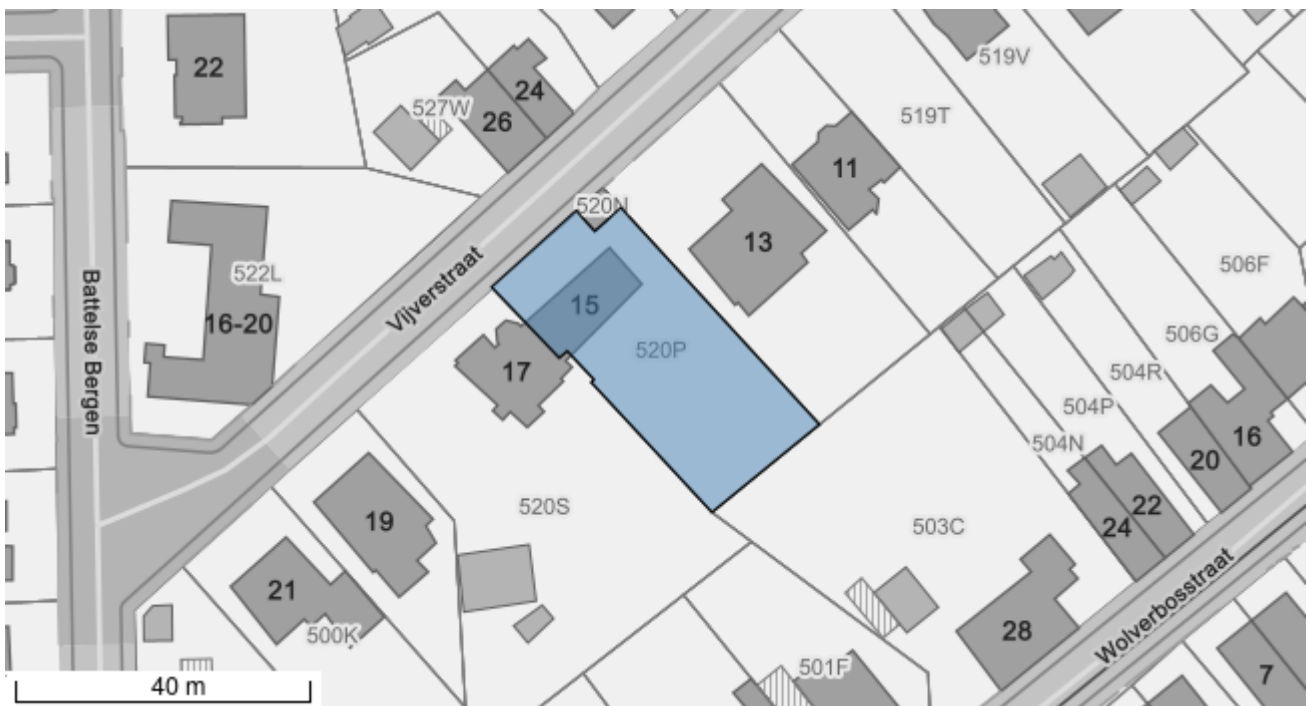 22
24
26
527W
519V
519T
11
520N
13
522L
16-20
Vijverstraat
15
17
520P
Battelse Bergen
506F
506G
504R
504P
504N
16
20
22
24
19
520S
503C
21
500K
28
Wolverbosstraat
501F
7
40 m